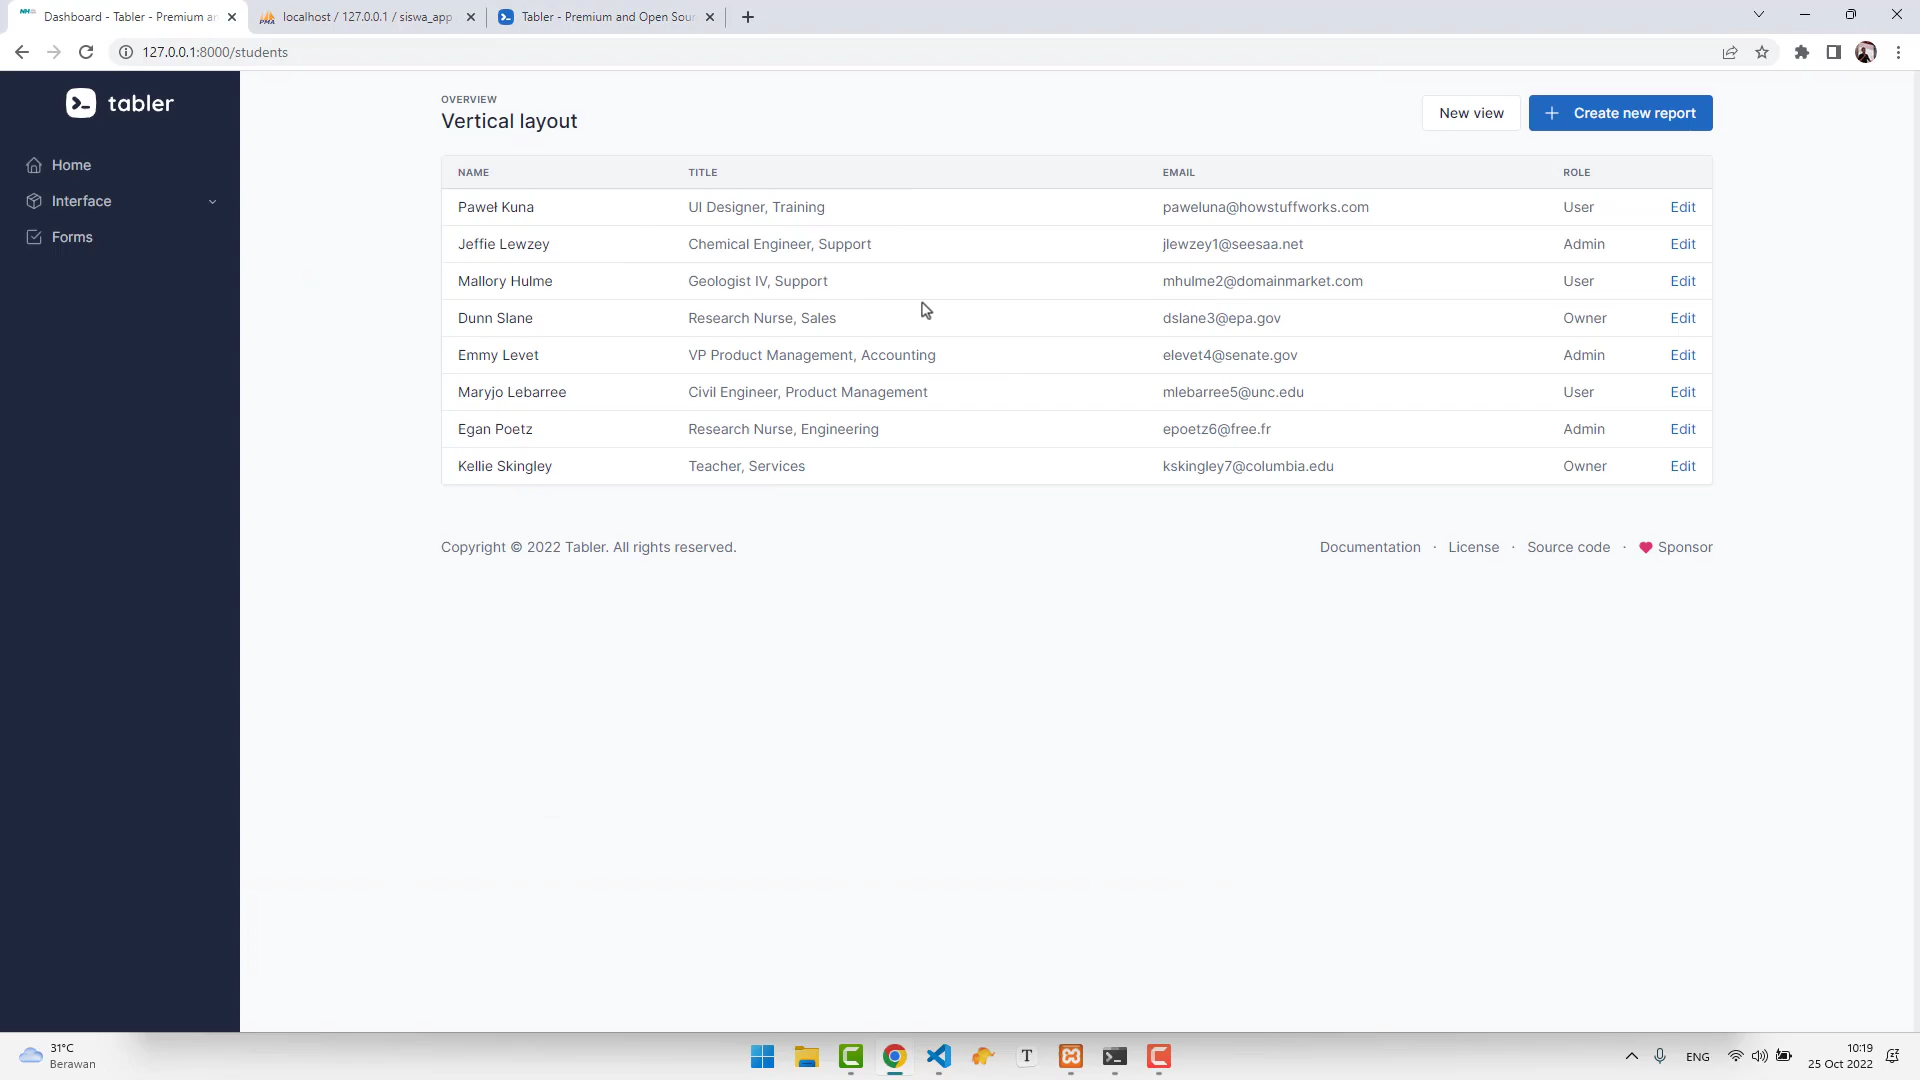 Dashboard - Tabler - Premium an
localhost / 127.0.0.1 / siswa_app
Tabler - Premium and Open Sour
127.0.0.1:8000/students
tabler
Home
Interface
Forms
OVERVIEW
Vertical layout
New view
Create new report
NAME TITLE EMAIL ROLE
Paweł Kuna UI Designer, Training paweluna@howstuffworks.com User Edit
Jeffie Lewzey Chemical Engineer, Support jlewzey1@seesaa.net Admin Edit
Mallory Hulme Geologist IV, Support mhulme2@domainmarket.com User Edit
Dunn Slane Research Nurse, Sales dslane3@epa.gov Owner Edit
Emmy Levet VP Product Management, Accounting elevet4@senate.gov Admin Edit
Maryjo Lebarree Civil Engineer, Product Management mlebarree5@unc.edu User Edit
Egan Poetz Research Nurse, Engineering epoetz6@free.fr Admin Edit
Kellie Skingley Teacher, Services kskingley7@columbia.edu Owner Edit
Copyright © 2022 Tabler. All rights reserved.
Documentation · License · Source code · Sponsor
31°C
Berawan
T
ENG
10:19
25 Oct 2022